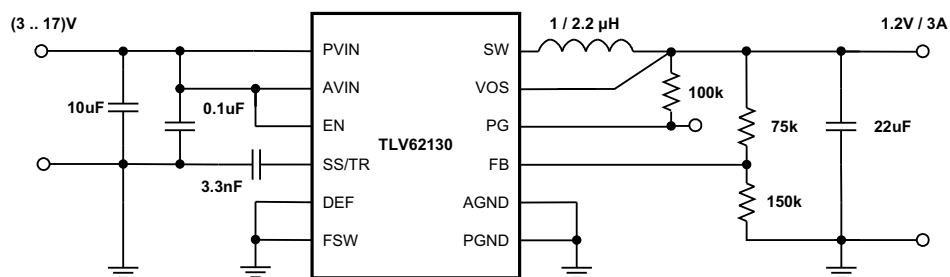 (3 .. 17)V
1 / 2.2 µH
1.2V / 3A
PVIN
SW
AVIN
VOS
10uF
0.1uF
100k
EN
PG
TLV62130
75k
22uF
SS/TR
FB
3.3nF
DEF
AGND
150k
FSW
PGND